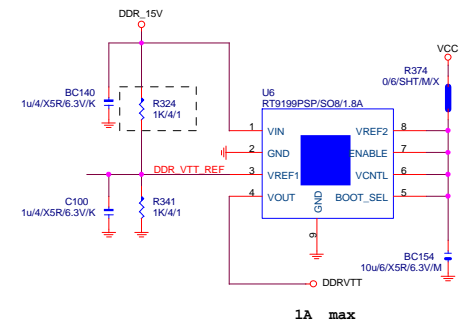 DDR_15V
VCC
R374
0/6/SHT/M/X
BC140
1u/4/X5R/6.3V/K
R324
1K/4/1
U6
RT9199PSP/SO8/1.8A
1 VIN
VREF2 8
2 GND
ENABLE 7
DDR_VTT_REF
3 VREF1
VCNTL 6
4 VOUT
BOOT_SEL 5
GND
9
C100
1u/4/X5R/6.3V/K
R341
1K/4/1
BC154
10u/6/X5R/6.3V/M
DDRVTT
1A max